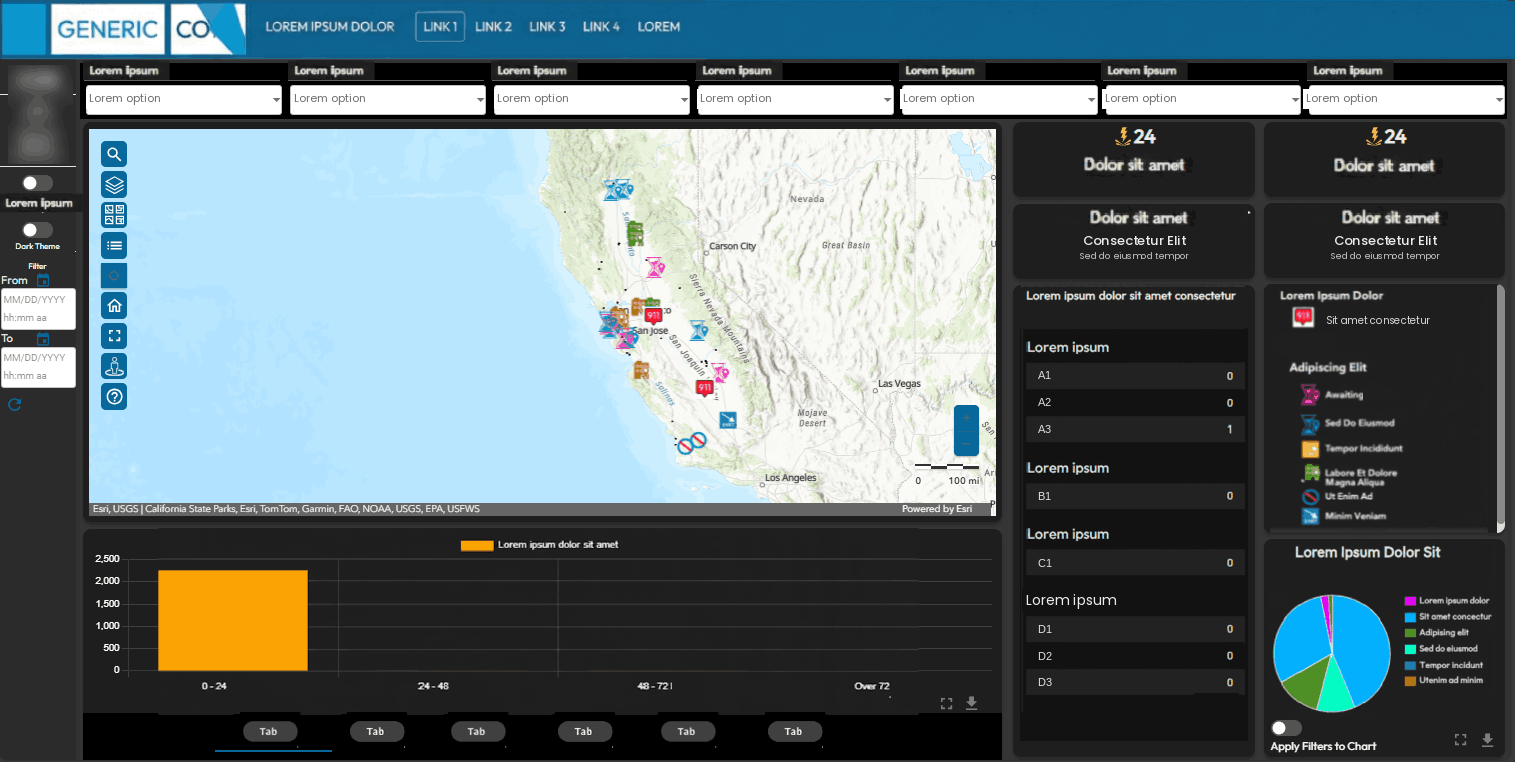 GENERIC CO
LOREM IPSUM DOLOR LINK 1 LINK 2 LINK 3 LINK 4 LOREM
Lorem ipsum Lorem ipsum Lorem ipsum Lorem ipsum Lorem ipsum Lorem ipsum Lorem ipsum
Lorem option Lorem option Lorem option Lorem option Lorem option Lorem option Lorem option
Lorem Ipsum
Dark Theme
Filter
From
MM/DD/YYYY
hh:mm aa
To
MM/DD/YYYY
hh:mm aa
Nevada
Carson City
Great Basin
Sierra Nevada Mountains
911
San Jose
San Joaquin
Salinas
911
Las Vegas
Mojave
Desert
Los Angeles
0 100 mi
Esri, USGS | California State Parks, Esri, TomTom, Garmin, FAO, NOAA, USGS, EPA, USFWS
Powered by Esri
24
Dolor sit amet
24
Dolor sit amet
Dolor sit amet
Consectetur Elit
Sed do eiusmod tempor
Dolor sit amet
Consectetur Elit
Sed do eiusmod tempor
Lorem ipsum dolor sit amet consectetur
Lorem ipsum
A1 0
A2 0
A3 1
Lorem ipsum
B1 0
Lorem ipsum
C1 0
Lorem ipsum
D1 0
D2 0
D3 0
Lorem Ipsum Dolor
Sit amet consectetur
Adipiscing Elit
Awaiting
Sed Do Eiusmod
Tempor Incididunt
Labore Et Dolore
Magna Aliqua
Ut Enim Ad
Minim Veniam
Lorem ipsum dolor sit amet
2,500
2,000
1,500
1,000
500
0
0 - 24 24 - 48 48 - 72 Over 72
Tab Tab Tab Tab Tab Tab
Lorem Ipsum Dolor Sit
Lorem ipsum dolor
Sit amet concectur
Adipising elit
Sed do eiusmod
Tempor incidunt
Utenim ad minim
Apply Filters to Chart